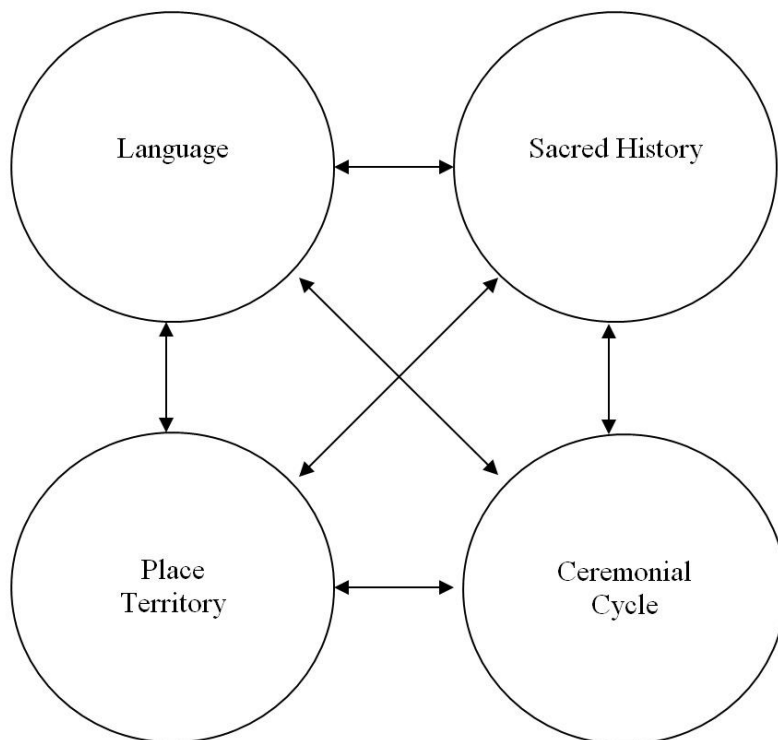 Language
Sacred History
Place
Territory
Ceremonial
Cycle